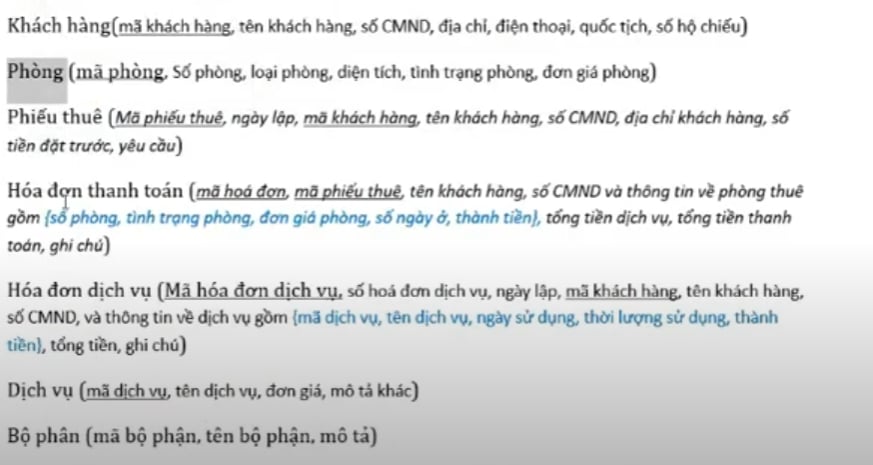 Khách hàng(mã khách hàng, tên khách hàng, số CMND, địa chỉ, điện thoại, quốc tịch, số hộ chiếu)
Phòng (mã phòng, Số phòng, loại phòng, diện tích, tình trạng phòng, đơn giá phòng)
Phiếu thuê (Mã phiếu thuê, ngày lập, mã khách hàng, tên khách hàng, số CMND, địa chỉ khách hàng, số
tiền đặt trước, yêu cầu)
Hóa đơn thanh toán (mã hoá đơn, mã phiếu thuê, tên khách hàng, số CMND và thông tin về phòng thuê
gồm {số phòng, tình trạng phòng, đơn giá phòng, số ngày ở, thành tiền}, tổng tiền dịch vụ, tổng tiền thanh
toán, ghi chú)
Hóa đơn dịch vụ (Mã hóa đơn dịch vụ, số hoá đơn dịch vụ, ngày lập, mã khách hàng, tên khách hàng,
số CMND, và thông tin về dịch vụ gồm {mã dịch vụ, tên dịch vụ, ngày sử dụng, thời lượng sử dụng, thành
tiền}, tổng tiền, ghi chú)
Dịch vụ (mã dịch vụ, tên dịch vụ, đơn giá, mô tả khác)
Bộ phân (mã bộ phận, tên bộ phận, mô tả)